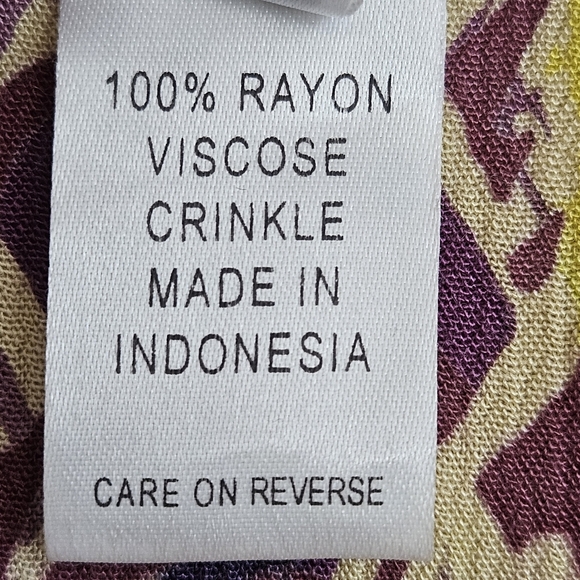 100% RAYON
VISCOSE
CRINKLE
MADE IN
INDONESIA
CARE ON REVERSE